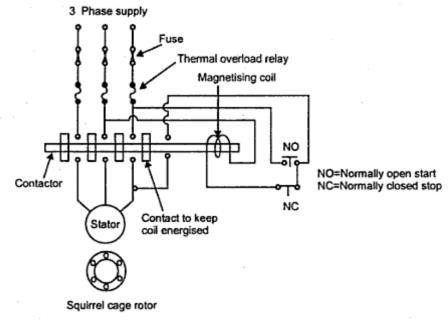 3 Phase supply
Fuse
Thermal overload relay
Magnetising coil
NO
NO=Normally open start
NC=Normally closed stop
Contactor
NC
Contact to keep
coil energised
Stator
Squirrel cage rotor